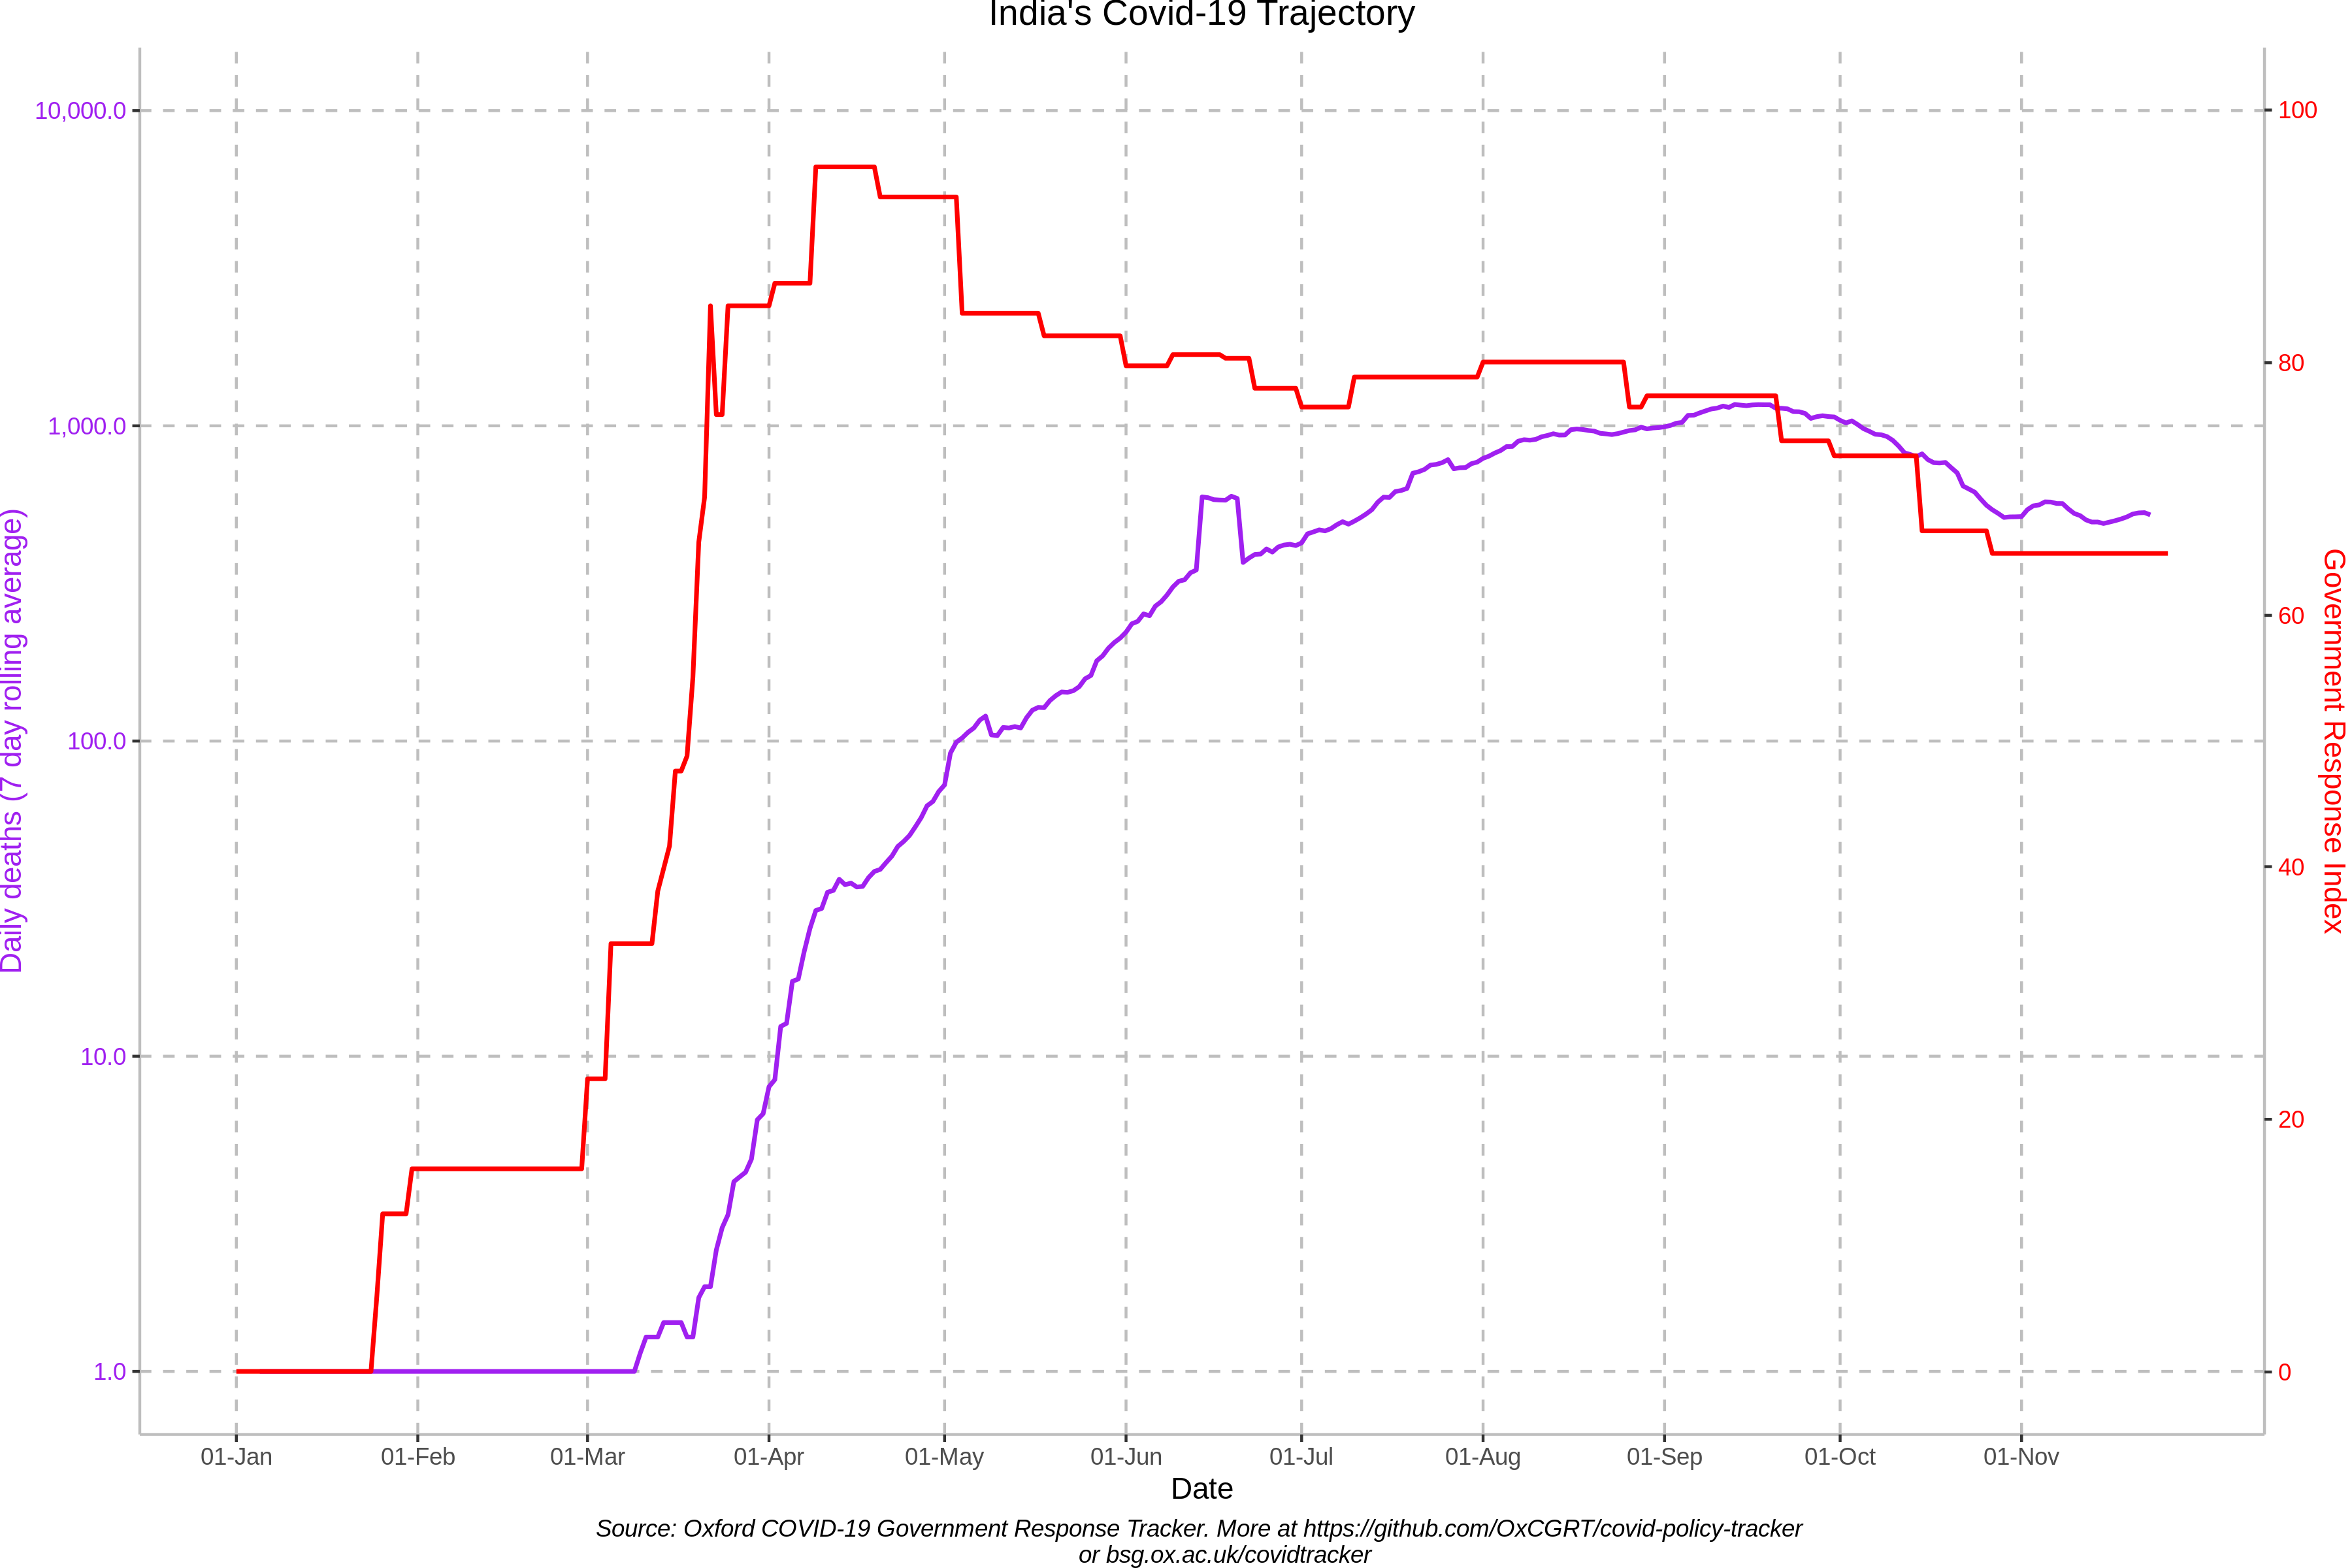 India's Covid-19 Trajectory
10,000.0
1,000.0
100.0
10.0
1.0
Daily deaths (7 day rolling average)
100
80
60
40
20
0
Government Response Index
01-Jan
01-Feb
01-Mar
01-Apr
01-May
01-Jun
01-Jul
01-Aug
01-Sep
01-Oct
01-Nov
Date
Source: Oxford COVID-19 Government Response Tracker. More at https://github.com/OxCGRT/covid-policy-tracker
or bsg.ox.ac.uk/covidtracker